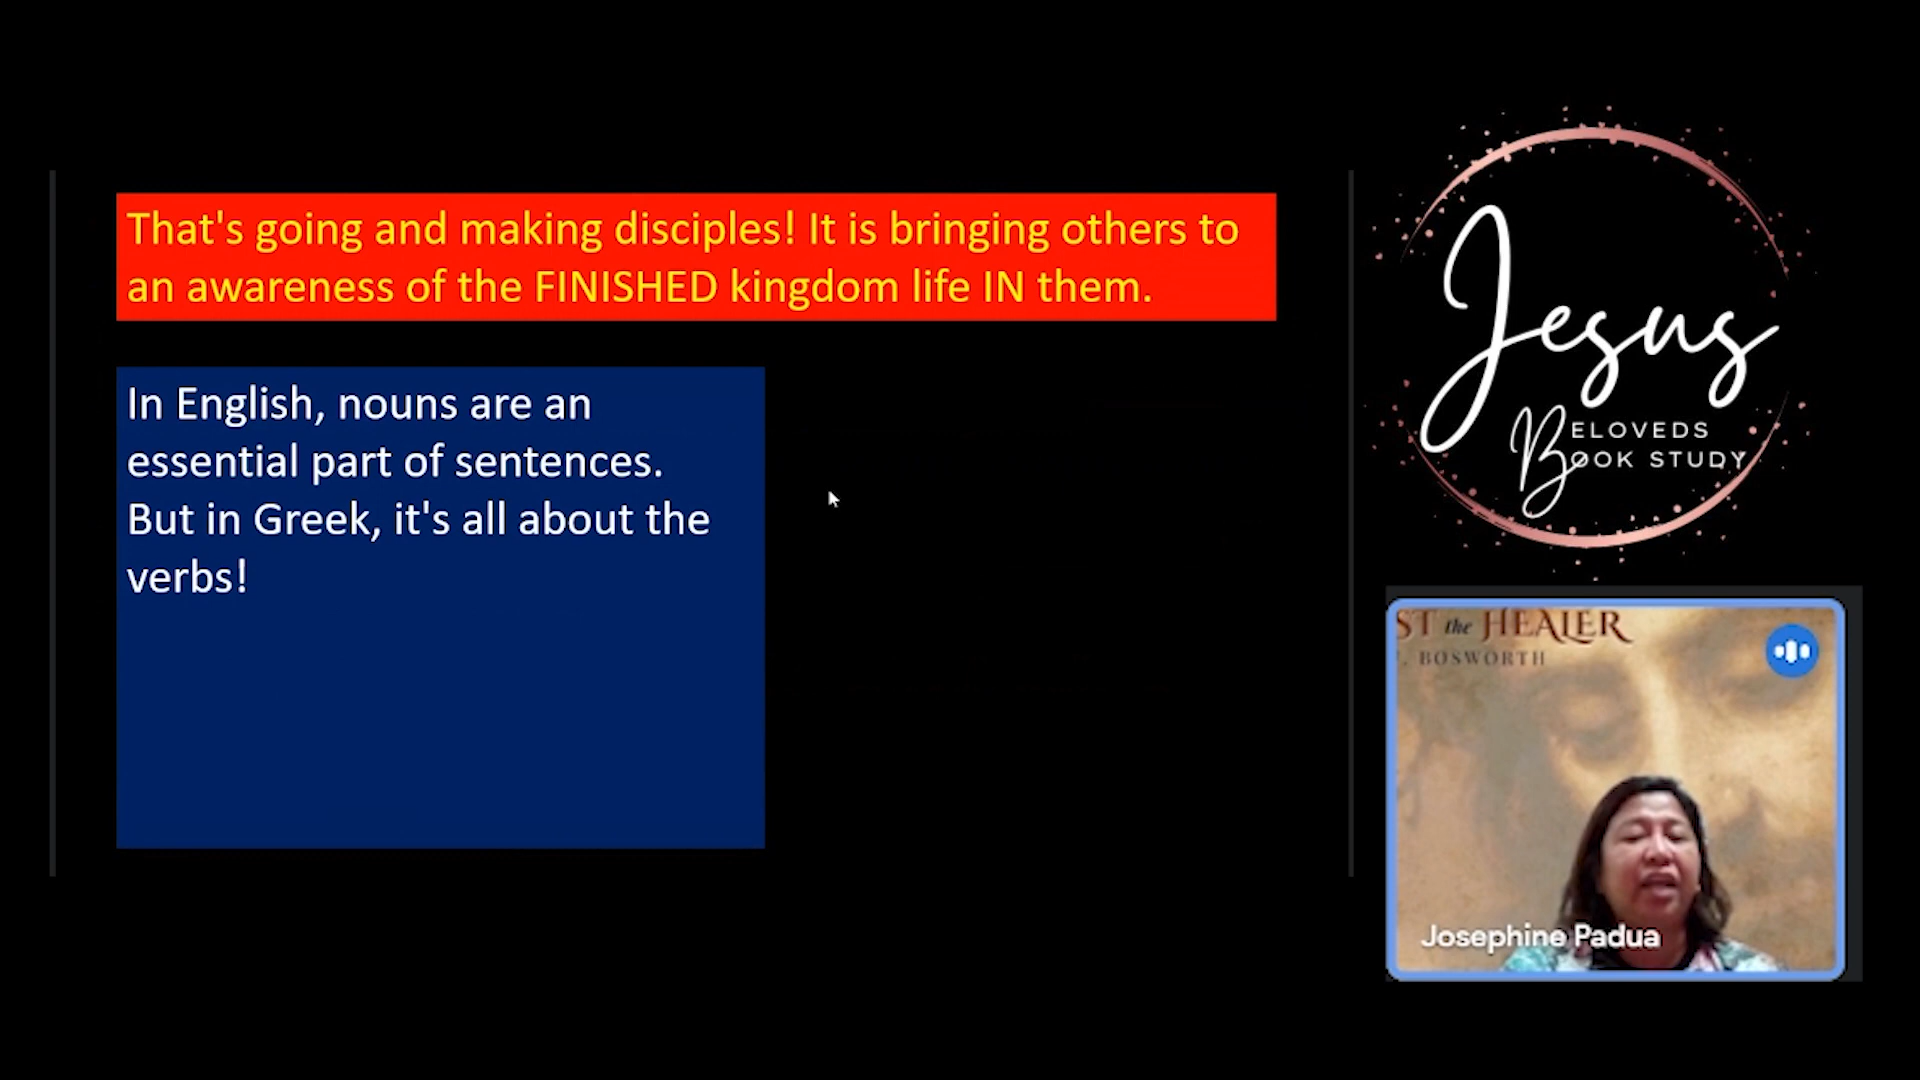 That's going and making disciples! It is bringing others to
an awareness of the FINISHED kingdom life IN them.
In English, nouns are an
essential part of sentences.
But in Greek, it's all about the
verbs!
Jesus
BELOVEDS
BOOK STUDY
ST the HEALER
. BOSWORTH
Josephine Padua